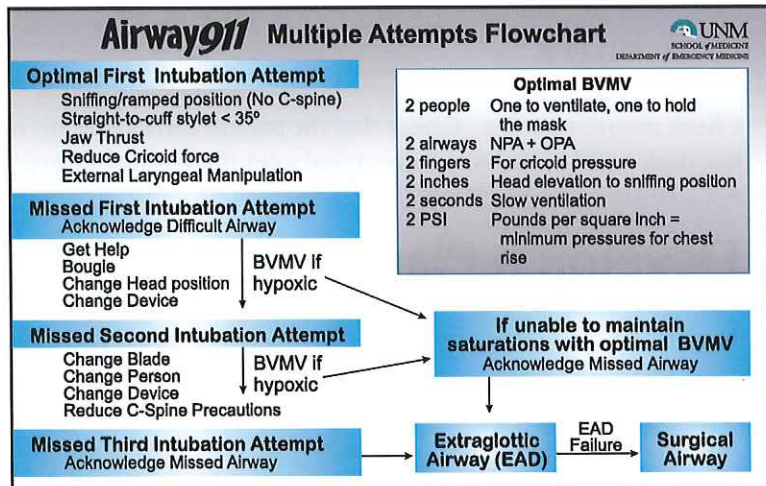 Airway911 Multiple Attempts Flowchart
UNM
SCHOOL of MEDICINE
DEPARTMENT of EMERGENCY MEDICINE
Optimal First Intubation Attempt
Sniffing/ramped position (No C-spine)
Straight-to-cuff stylet < 35º
Jaw Thrust
Reduce Cricoid force
External Laryngeal Manipulation
Optimal BVMV
2 people One to ventilate, one to hold
the mask
2 airways NPA + OPA
2 fingers For cricoid pressure
2 inches Head elevation to sniffing position
2 seconds Slow ventilation
2 PSI Pounds per square inch =
minimum pressures for chest
rise
Missed First Intubation Attempt
Acknowledge Difficult Airway
Get Help
Bougie
Change Head position
Change Device
BVMV if
hypoxic
Missed Second Intubation Attempt
Change Blade
Change Person
Change Device
Reduce C-Spine Precautions
BVMV if
hypoxic
If unable to maintain
saturations with optimal BVMV
Acknowledge Missed Airway
Missed Third Intubation Attempt
Acknowledge Missed Airway
Extraglottic
Airway (EAD)
EAD
Failure
Surgical
Airway